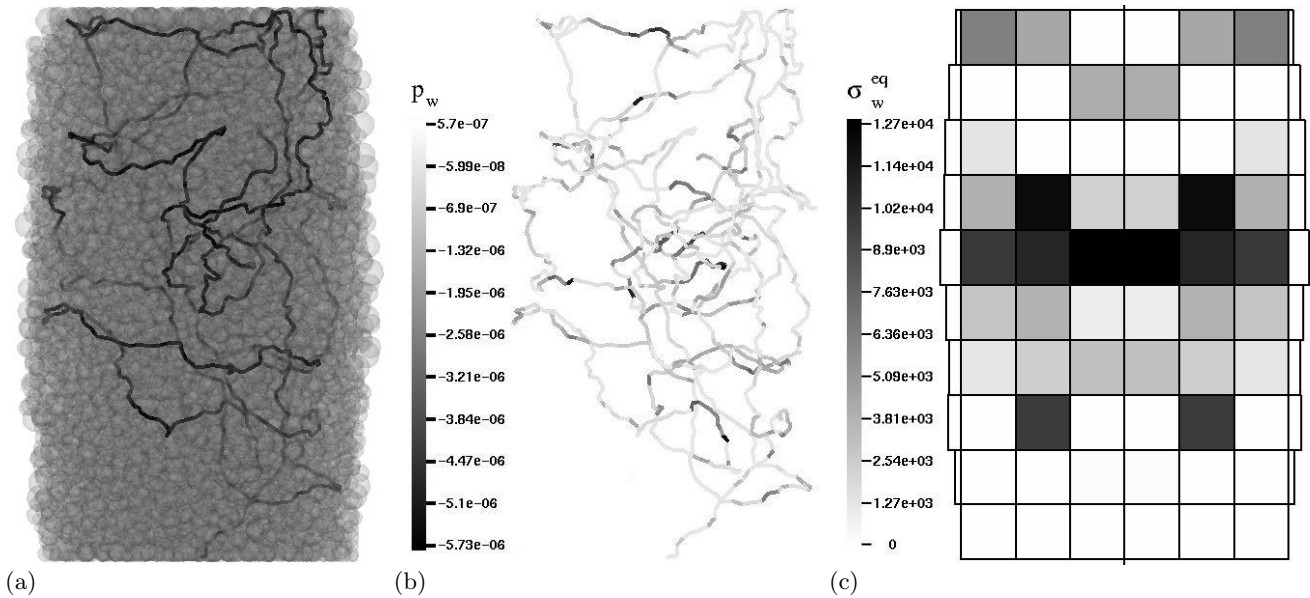 p_w
5.7e-07
-5.99e-08
-6.9e-07
-1.32e-06
-1.95e-06
-2.58e-06
-3.21e-06
-3.84e-06
-4.47e-06
-5.1e-06
-5.73e-06
σ_w^eq
1.27e+04
1.14e+04
1.02e+04
8.9e+03
7.63e+03
6.36e+03
5.09e+03
3.81e+03
2.54e+03
1.27e+03
0
(a) (b) (c)